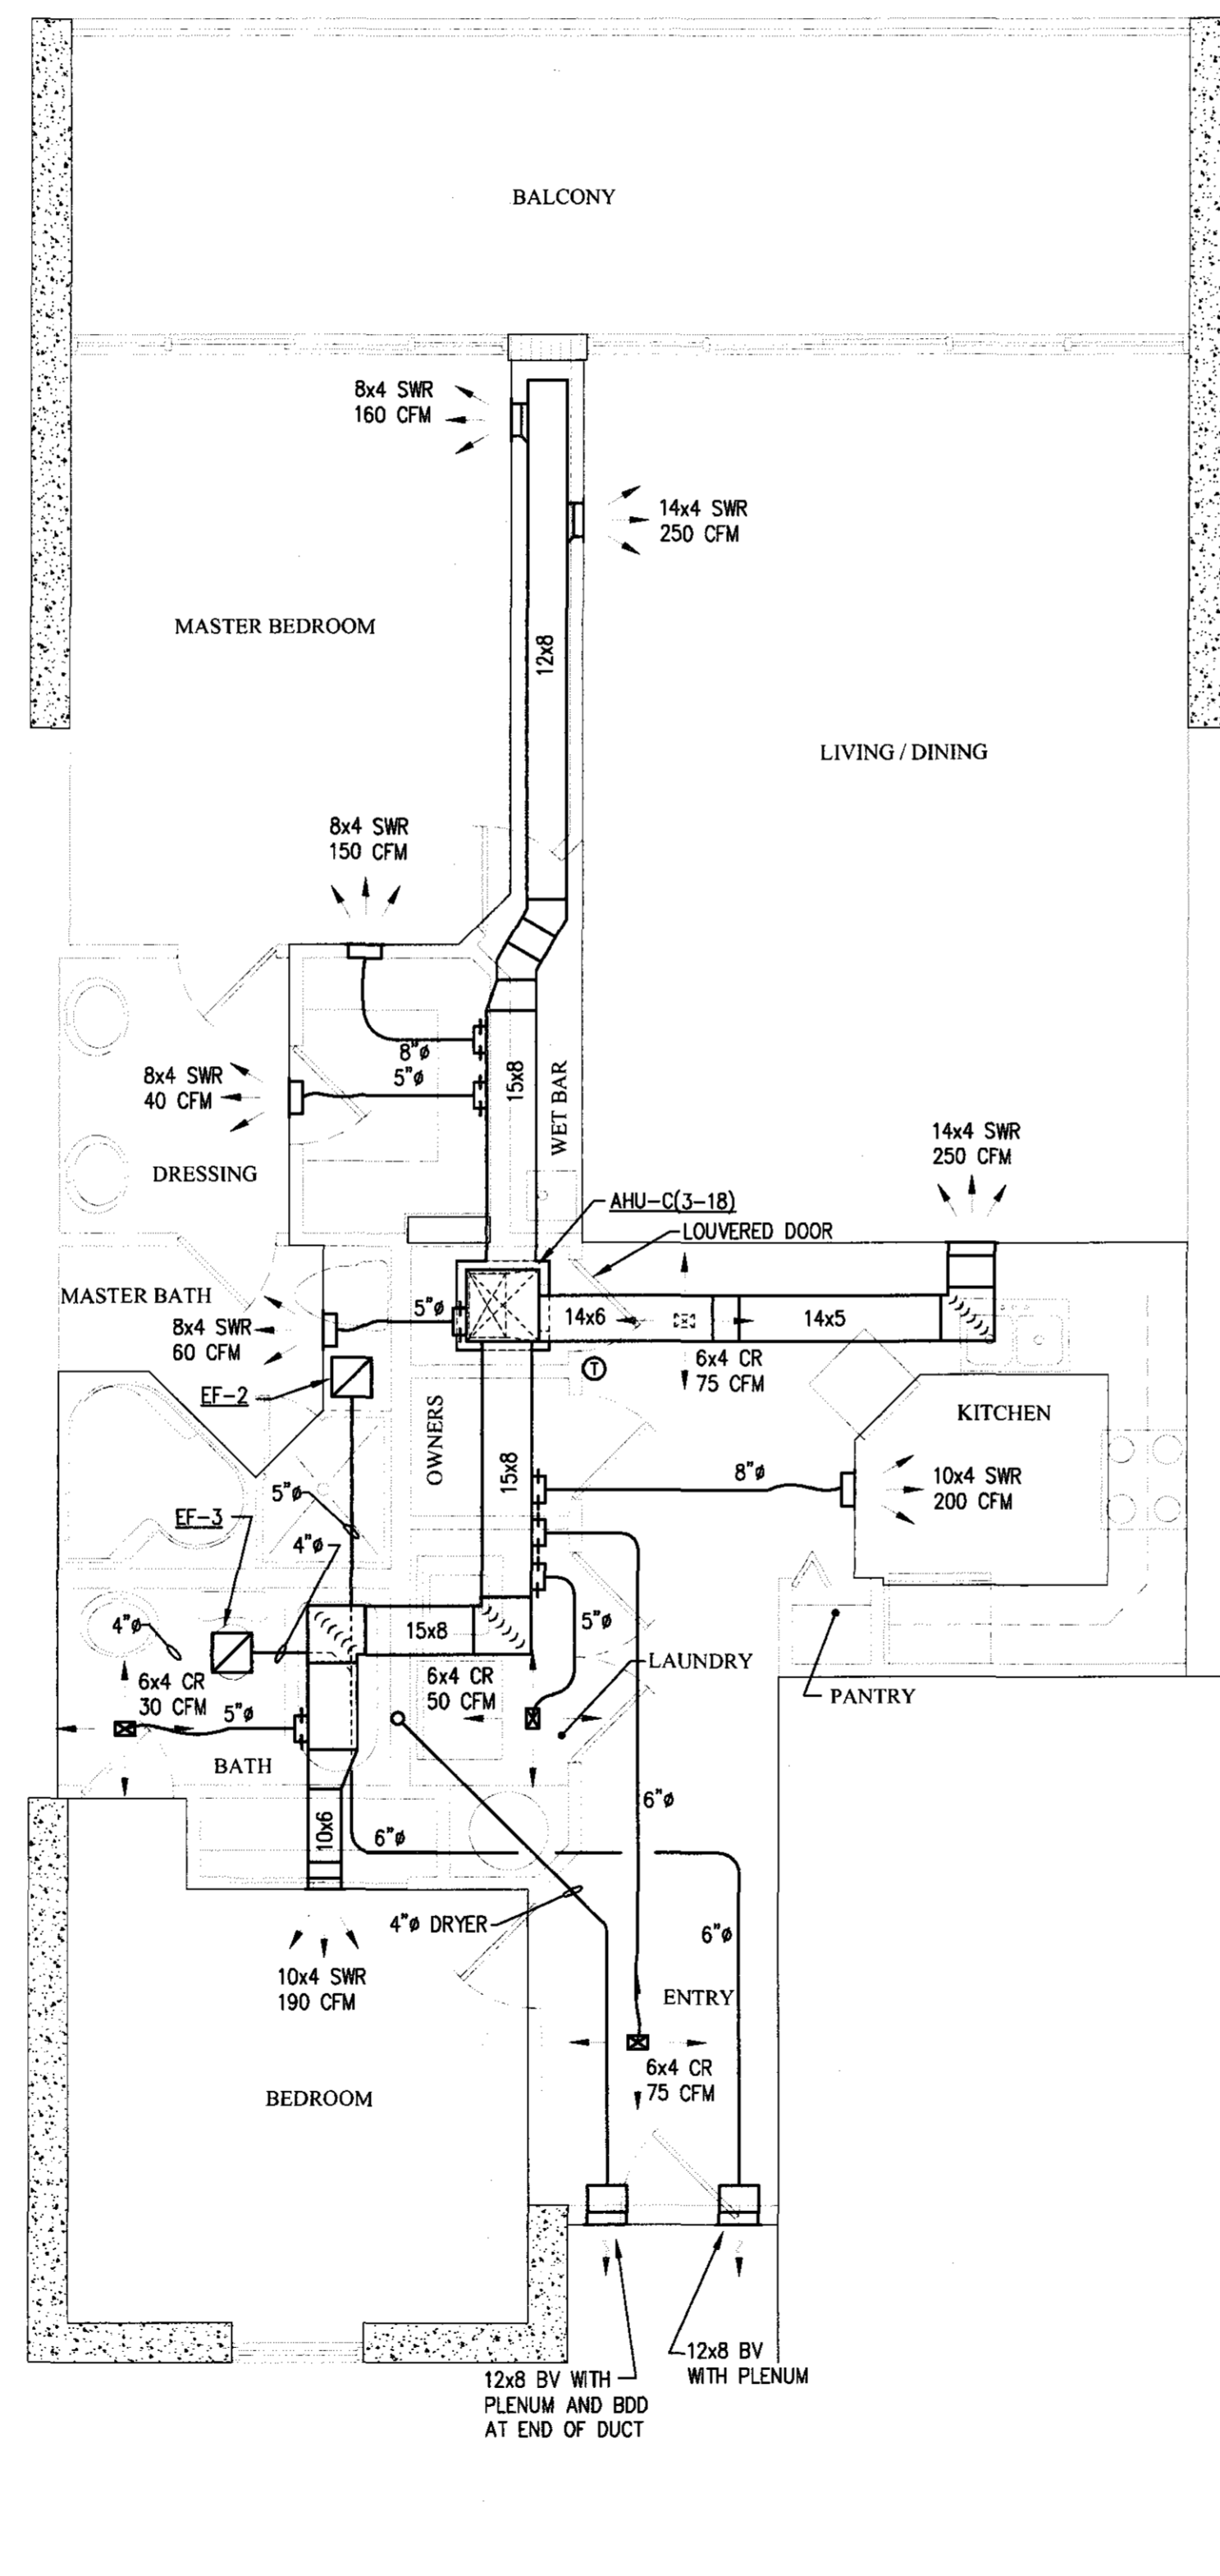 BALCONY
8x4 SWR
160 CFM
14x4 SWR
250 CFM
MASTER BEDROOM
12x8
LIVING / DINING
8x4 SWR
150 CFM
8"ø
5"ø
8x4 SWR
40 CFM
15x8
WET BAR
DRESSING
14x4 SWR
250 CFM
AHU-C(3-18)
LOUVERED DOOR
MASTER BATH
5"ø
8x4 SWR
60 CFM
14x6
14x5
6x4 CR
75 CFM
T
EF-2
OWNERS
KITCHEN
15x8
8"ø
10x4 SWR
200 CFM
5"ø
EF-3
4"ø
4"ø
15x8
5"ø
6x4 CR
30 CFM
5"ø
6x4 CR
50 CFM
LAUNDRY
PANTRY
BATH
10x6
6"ø
6"ø
4"ø DRYER
6"ø
10x4 SWR
190 CFM
ENTRY
6x4 CR
75 CFM
BEDROOM
12x8 BV
WITH PLENUM
12x8 BV WITH
PLENUM AND BDD
AT END OF DUCT